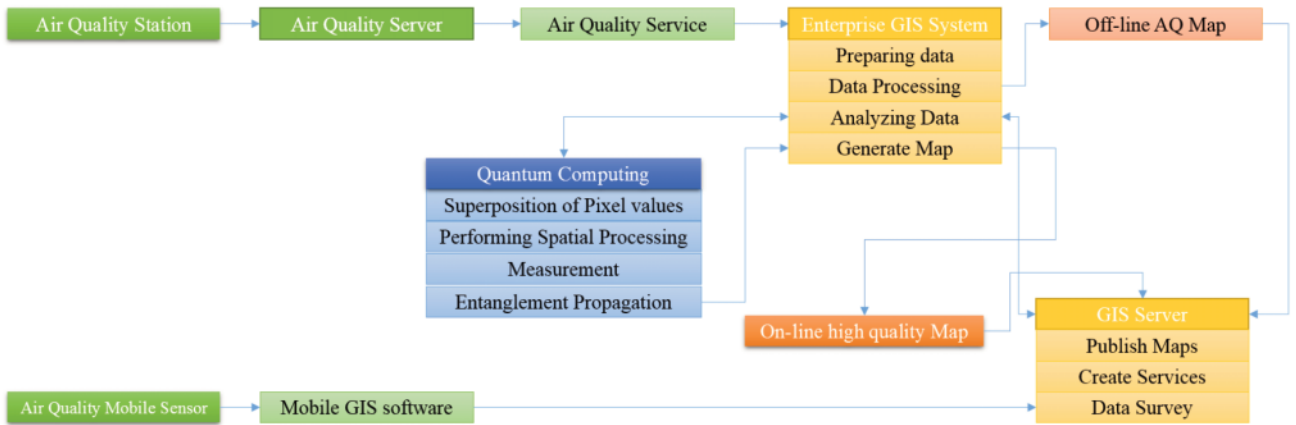 Air Quality Station
Air Quality Server
Air Quality Service
Enterprise GIS System
Preparing data
Data Processing
Analyzing Data
Generate Map
Off-line AQ Map
Quantum Computing
Superposition of Pixel values
Performing Spatial Processing
Measurement
Entanglement Propagation
On-line high quality Map
GIS Server
Publish Maps
Create Services
Data Survey
Air Quality Mobile Sensor
Mobile GIS software